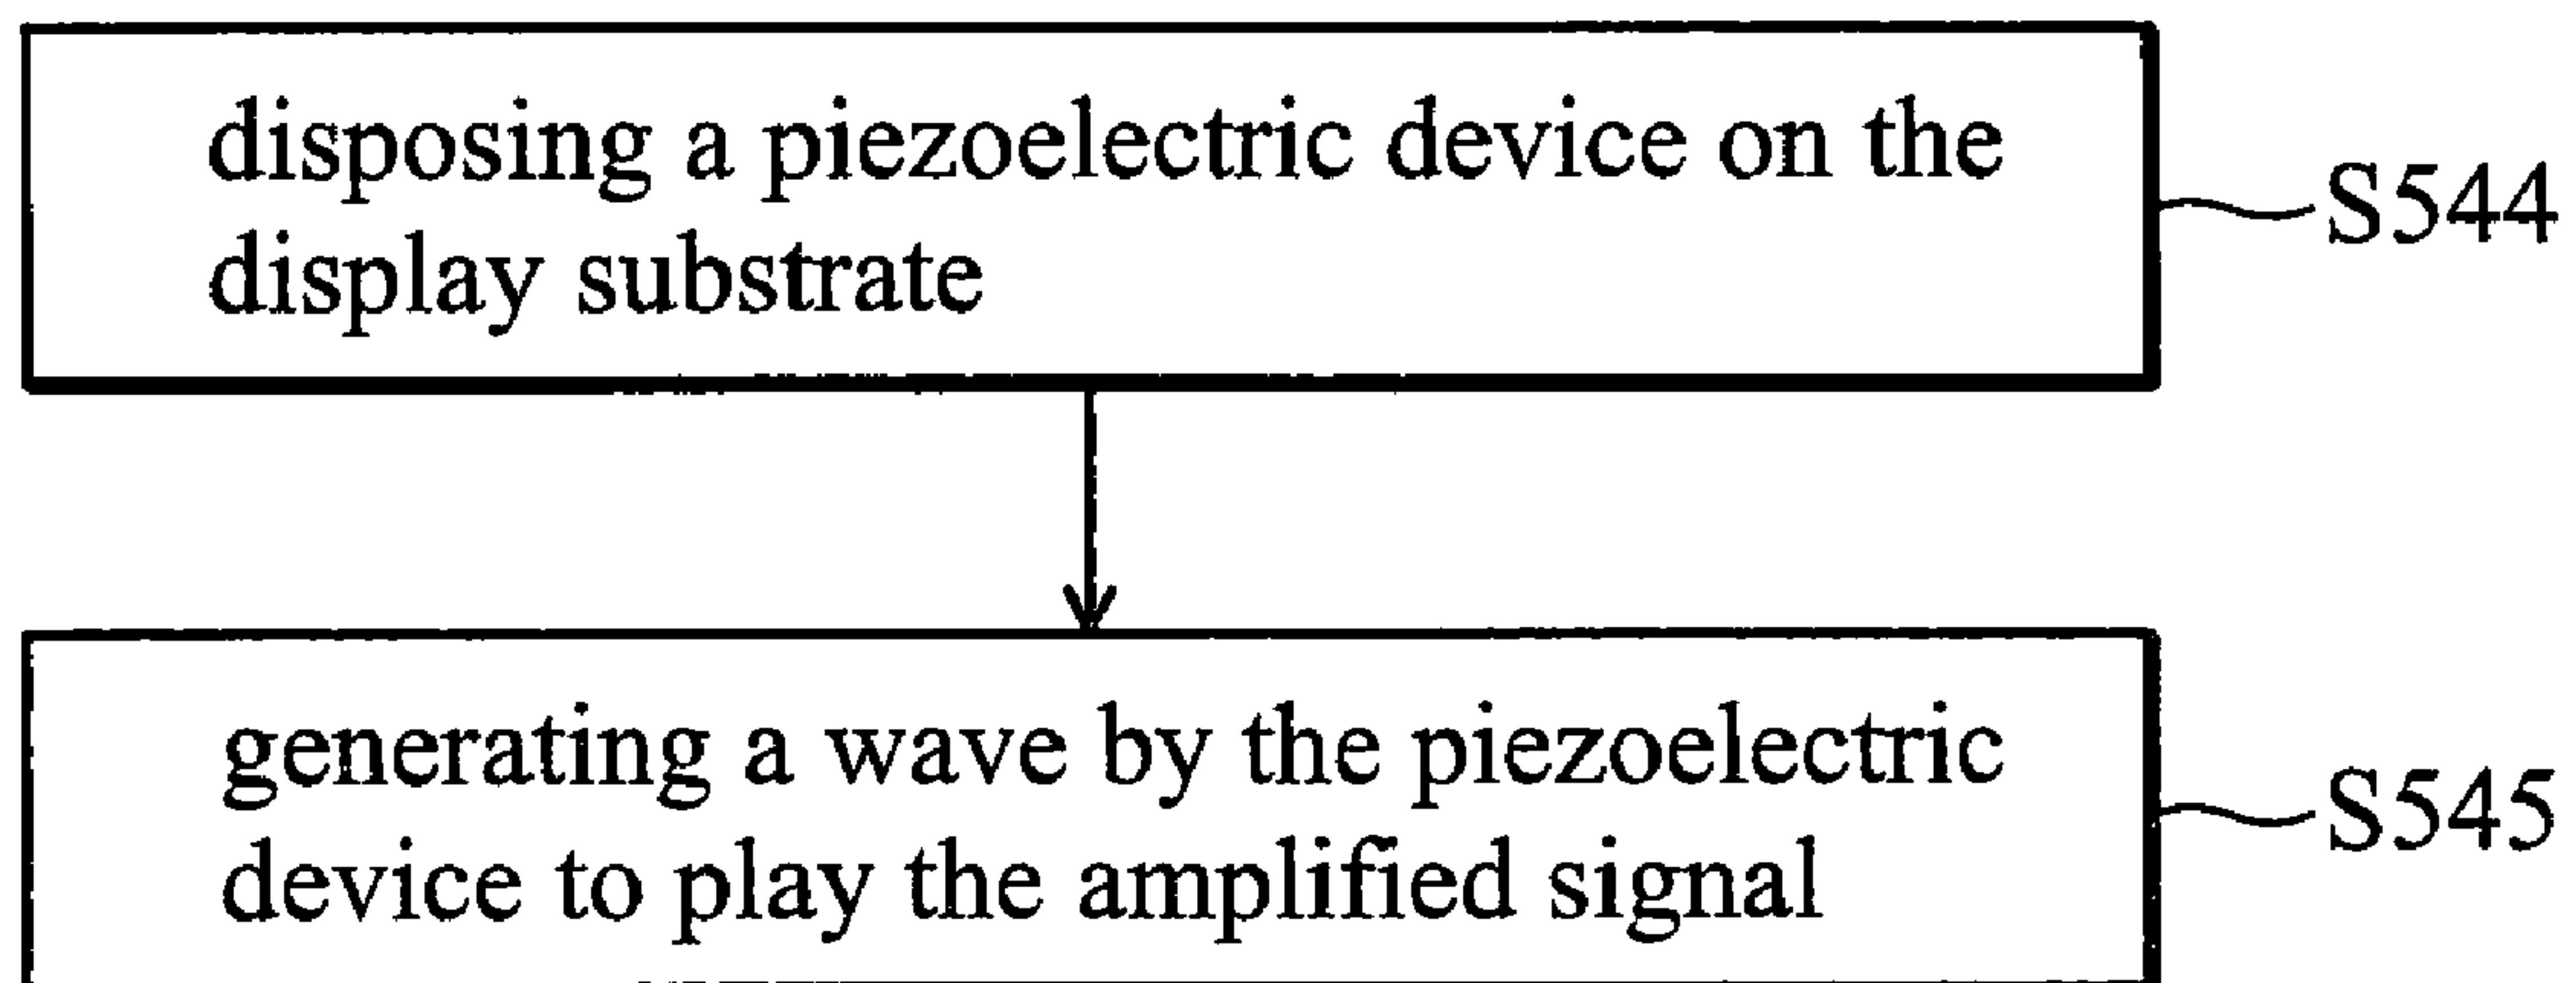 disposing a piezoelectric device on the
display substrate
S544
generating a wave by the piezoelectric
device to play the amplified signal
S545